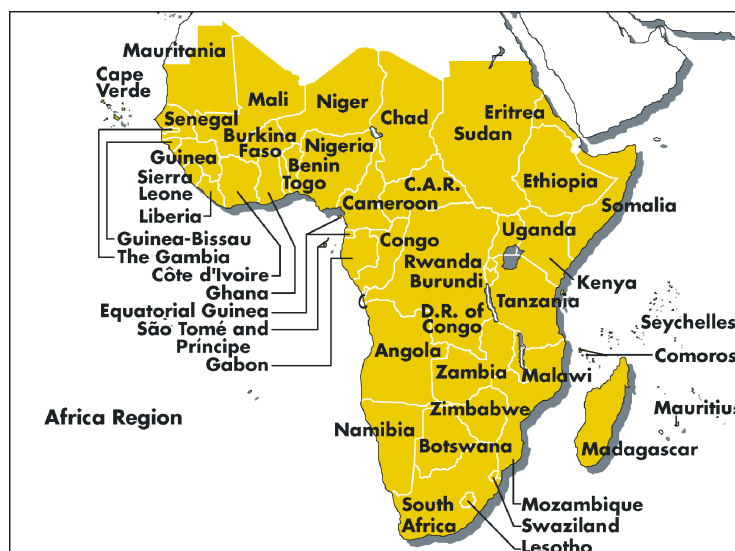 Mauritania
Cape
Verde
Mali
Niger
Chad
Eritrea
Sudan
Senegal
Burkina
Faso
Nigeria
Guinea
Benin
Togo
Sierra
Leone
Liberia
C.A.R.
Cameroon
Ethiopia
Somalia
Guinea-Bissau
The Gambia
Côte d'Ivoire
Ghana
Equatorial Guinea
São Tomé and
Príncipe
Gabon
Congo
Uganda
Rwanda
Burundi
Kenya
Tanzania
D.R. of
Congo
Seychelles
Comoros
Angola
Zambia
Malawi
Mauritius
Africa Region
Namibia
Zimbabwe
Botswana
Madagascar
South
Africa
Mozambique
Swaziland
Lesotho